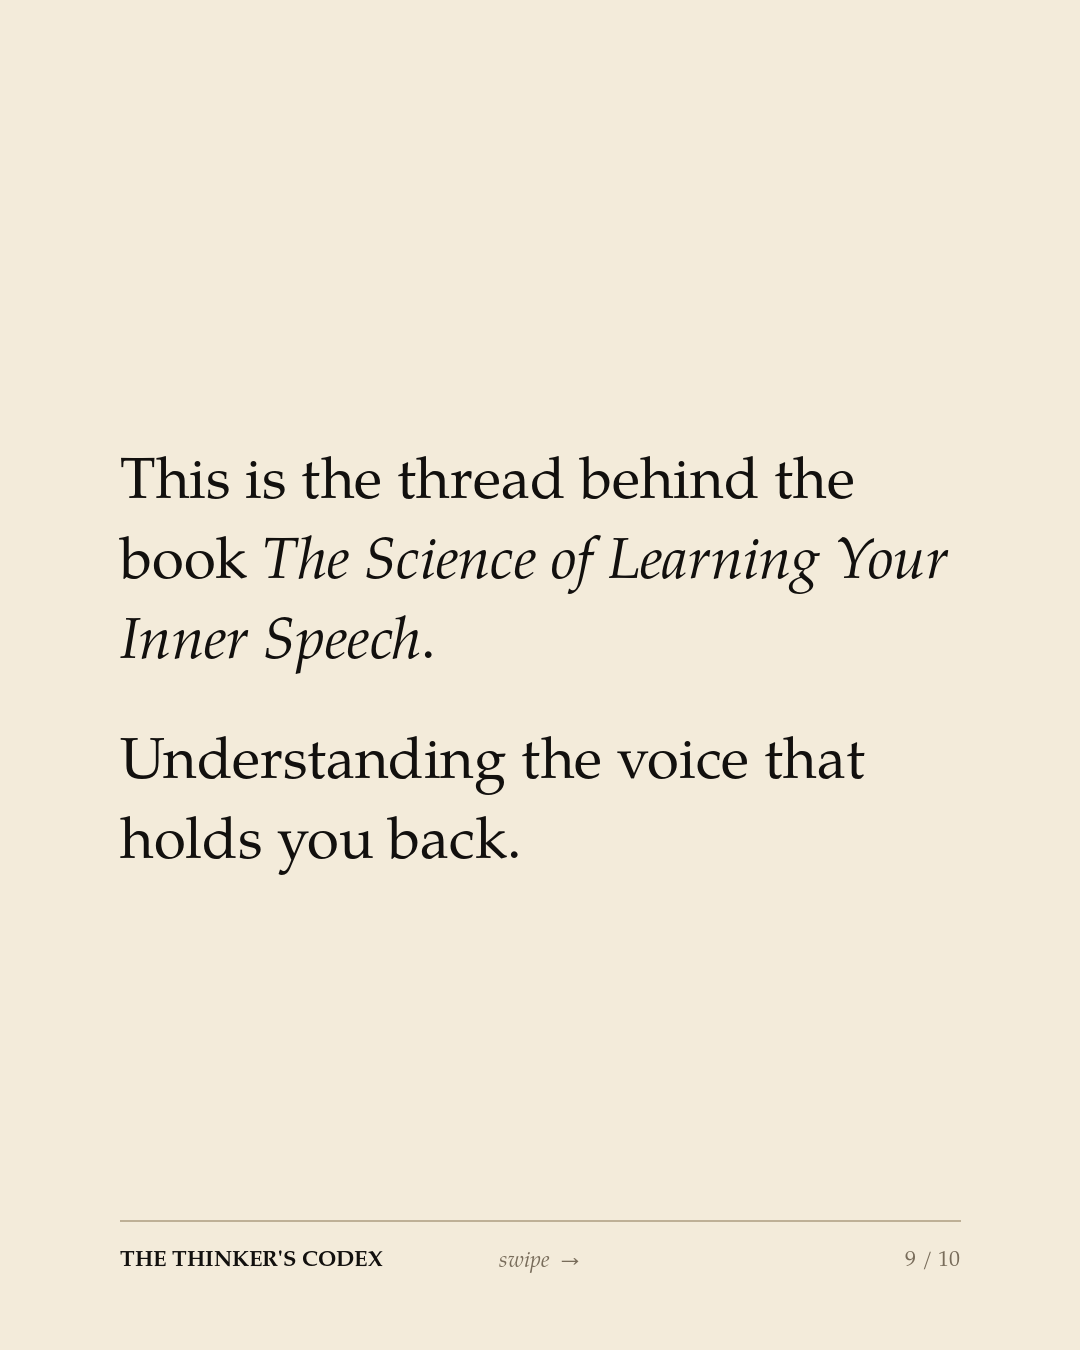 This is the thread behind the
book The Science of Learning Your
Inner Speech.
Understanding the voice that
holds you back.
THE THINKER'S CODEX
swipe →
9 / 10